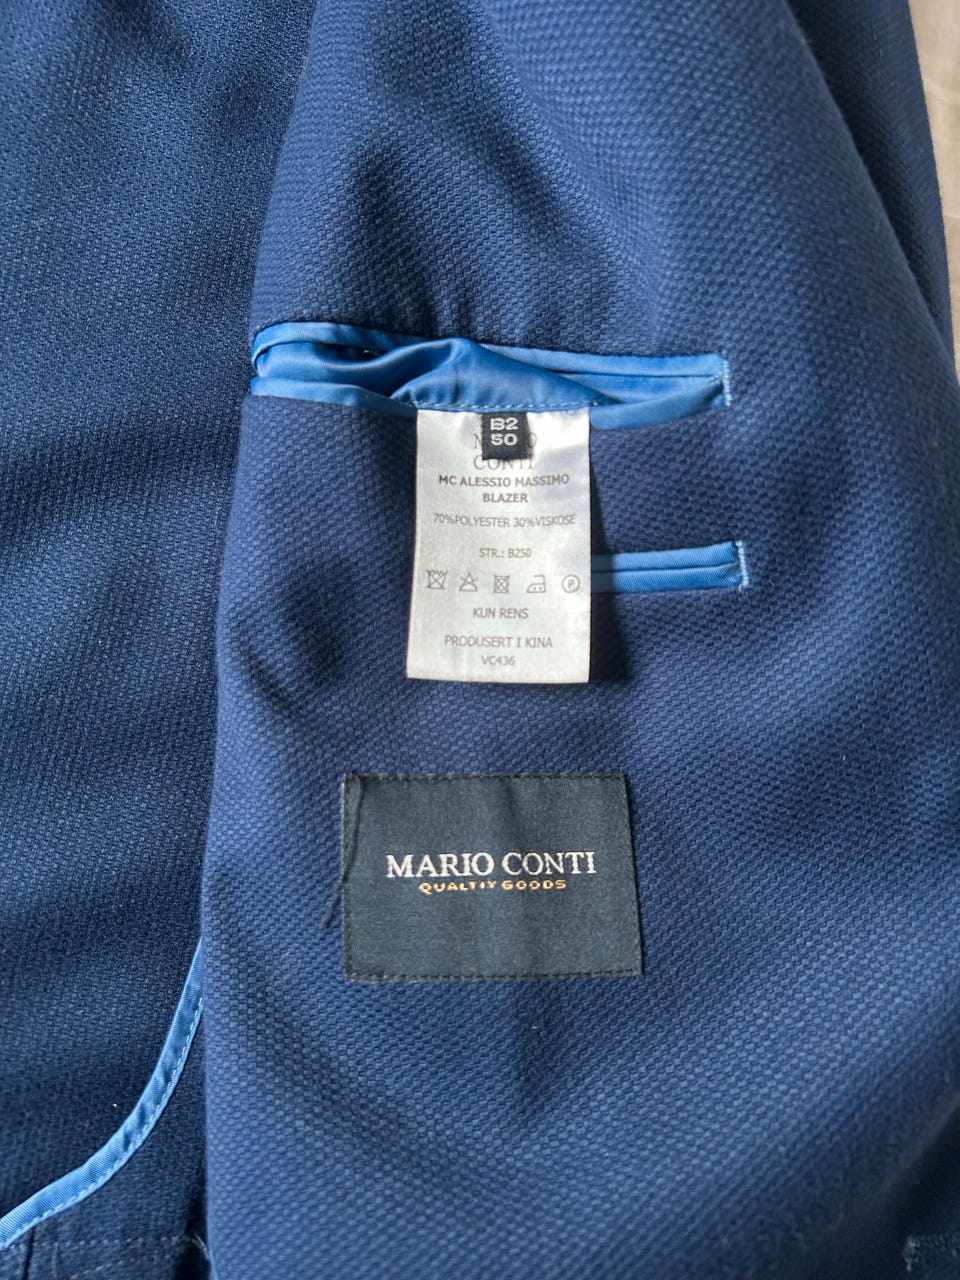 B2
50
CONTI
MC ALESSIO MASSIMO
BLAZER
70%POLYESTER 30%VISKOSE
STR.: B250
P
KUN RENS
PRODUSERT I KINA
VC436
MARIO CONTI
QUALTIY GOODS